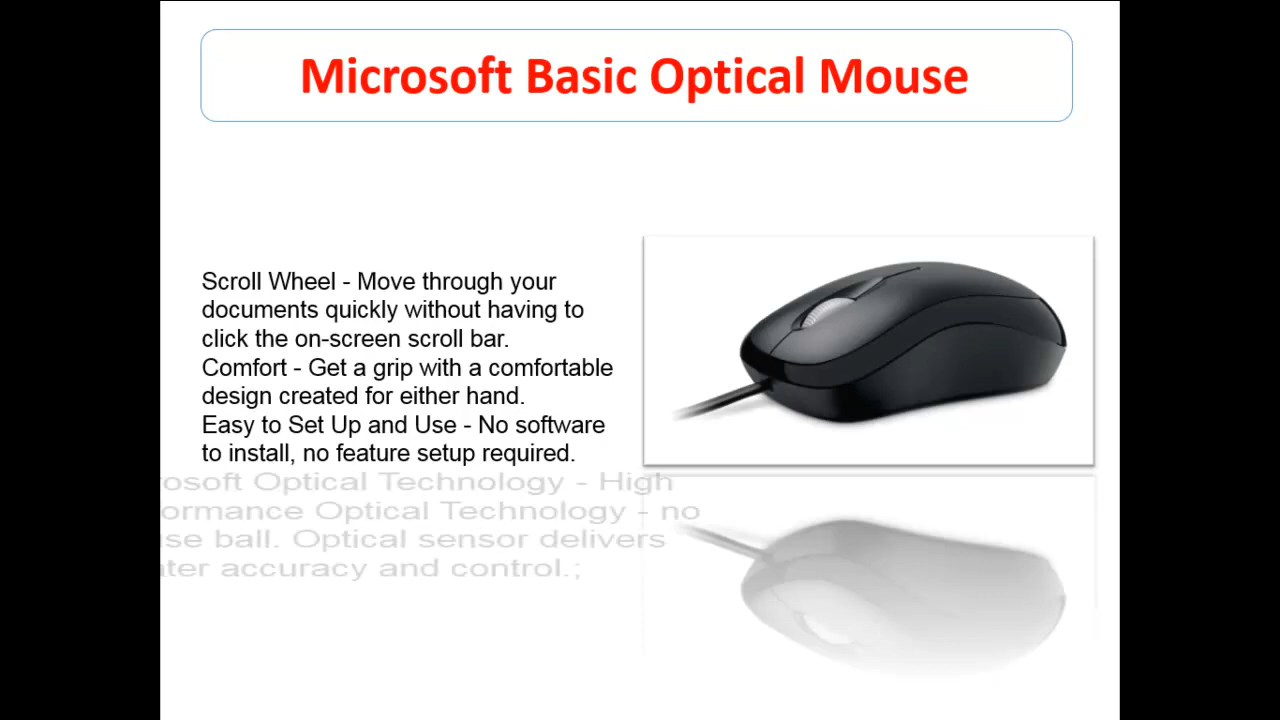 Microsoft Basic Optical Mouse
Scroll Wheel - Move through your
documents quickly without having to
click the on-screen scroll bar.
Comfort - Get a grip with a comfortable
design created for either hand.
Easy to Set Up and Use - No software
to install, no feature setup required.
rosoft Optical Technology - High
ormance Optical Technology - no
se ball. Optical sensor delivers
ter accuracy and control.;